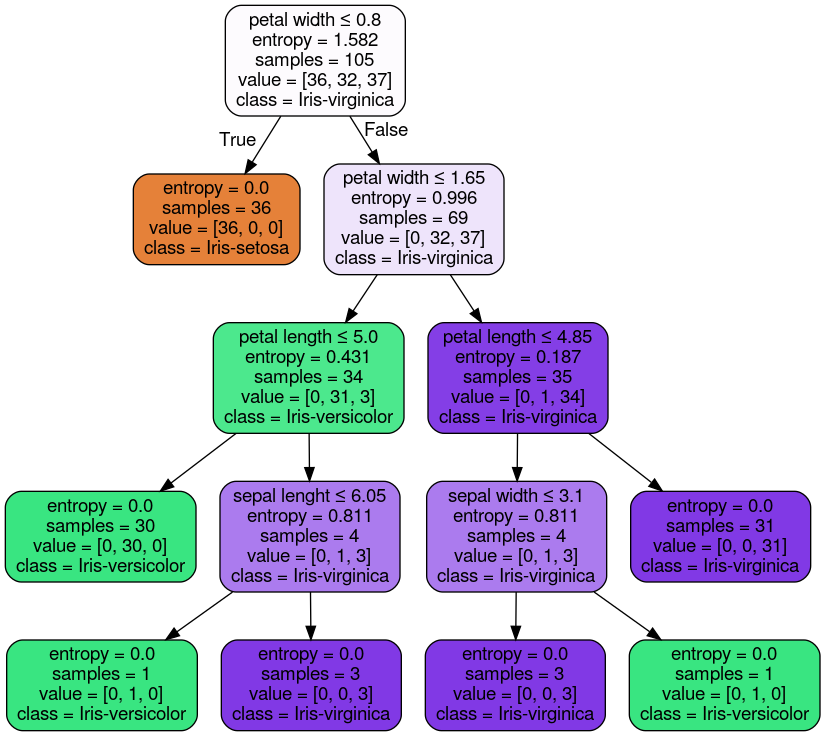 petal width ≤ 0.8
entropy = 1.582
samples = 105
value = [36, 32, 37]
class = Iris-virginica
True
False
entropy = 0.0
samples = 36
value = [36, 0, 0]
class = Iris-setosa
petal width ≤ 1.65
entropy = 0.996
samples = 69
value = [0, 32, 37]
class = Iris-virginica
petal length ≤ 5.0
entropy = 0.431
samples = 34
value = [0, 31, 3]
class = Iris-versicolor
petal length ≤ 4.85
entropy = 0.187
samples = 35
value = [0, 1, 34]
class = Iris-virginica
entropy = 0.0
samples = 30
value = [0, 30, 0]
class = Iris-versicolor
sepal lenght ≤ 6.05
entropy = 0.811
samples = 4
value = [0, 1, 3]
class = Iris-virginica
sepal width ≤ 3.1
entropy = 0.811
samples = 4
value = [0, 1, 3]
class = Iris-virginica
entropy = 0.0
samples = 31
value = [0, 0, 31]
class = Iris-virginica
entropy = 0.0
samples = 1
value = [0, 1, 0]
class = Iris-versicolor
entropy = 0.0
samples = 3
value = [0, 0, 3]
class = Iris-virginica
entropy = 0.0
samples = 3
value = [0, 0, 3]
class = Iris-virginica
entropy = 0.0
samples = 1
value = [0, 1, 0]
class = Iris-versicolor